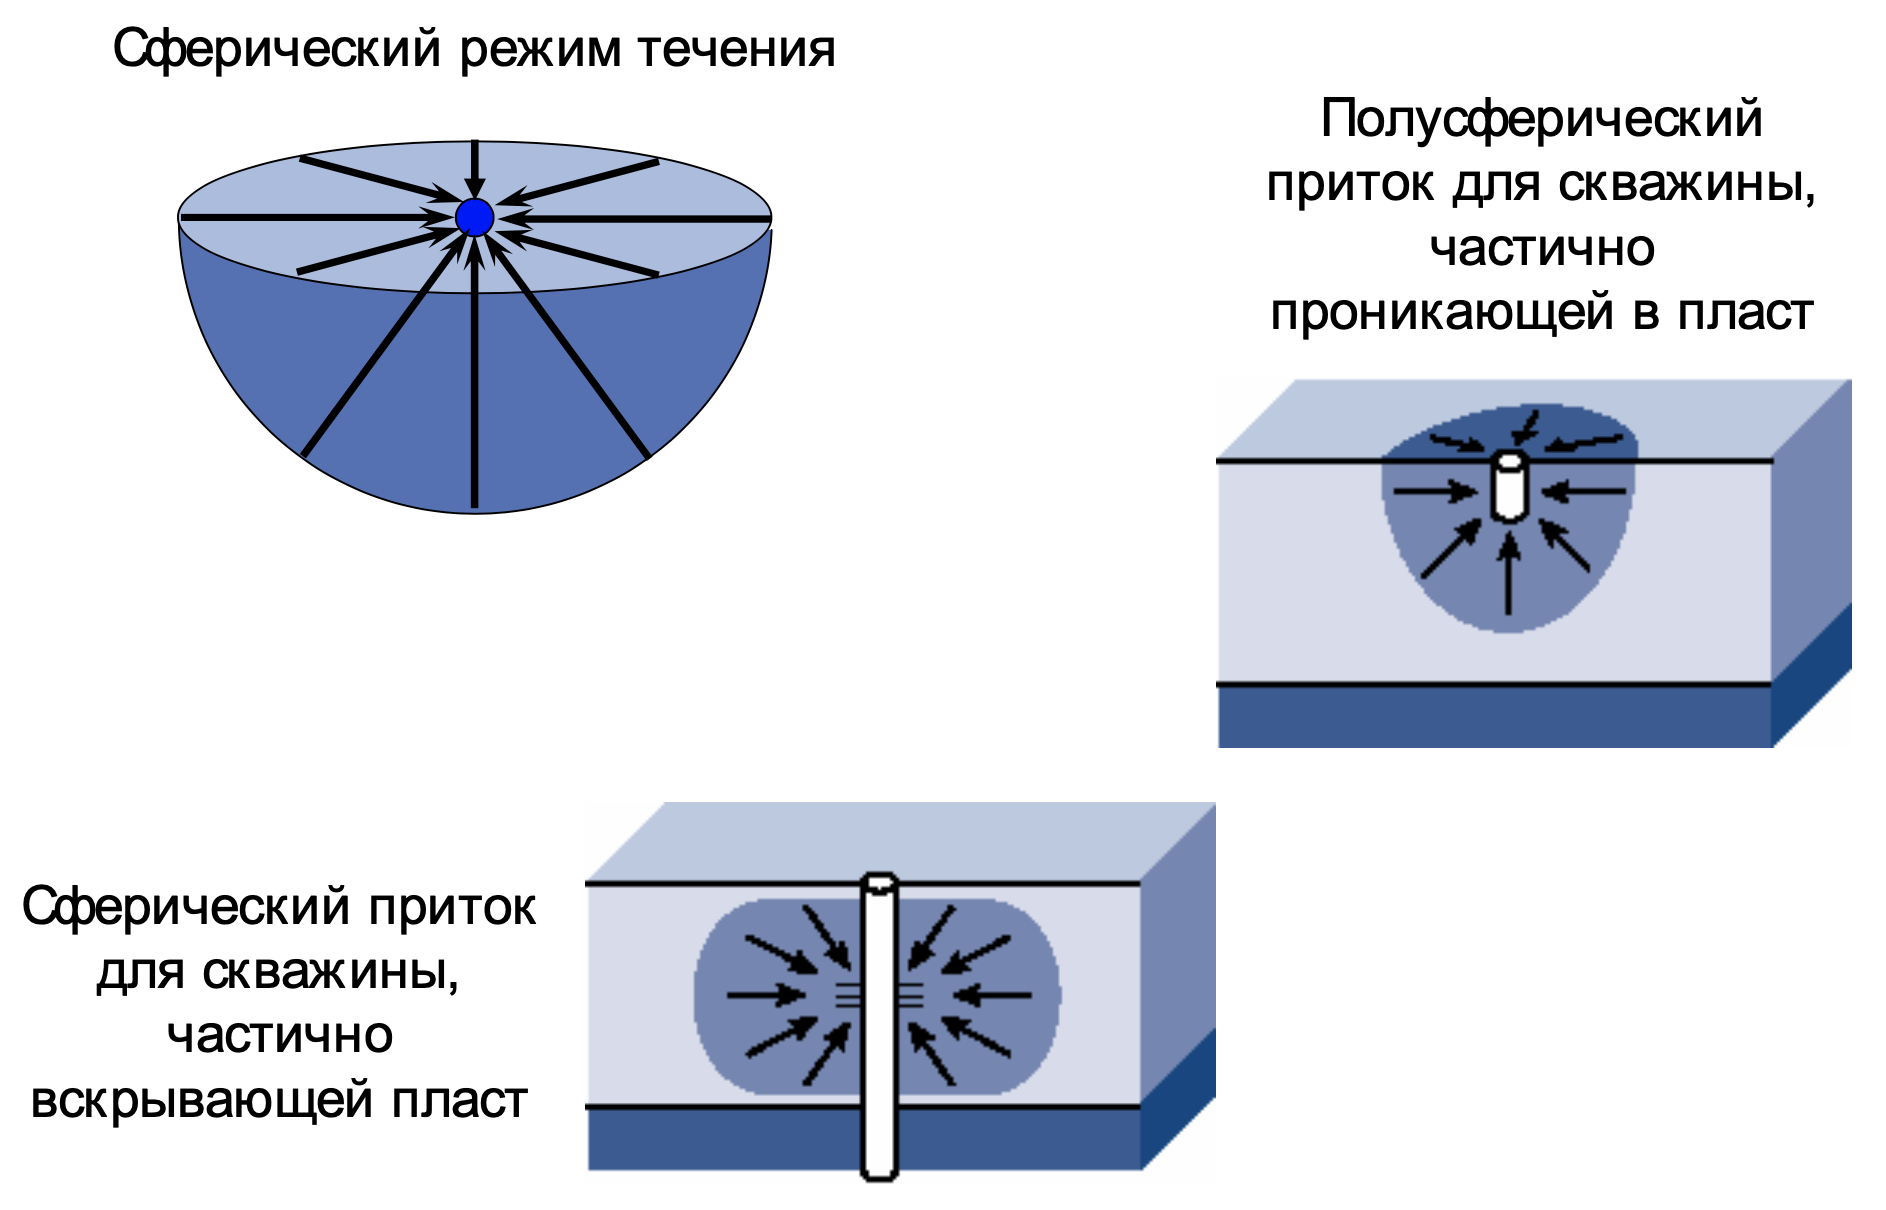 Сферический режим течения
Полусферический
приток для скважины,
частично
проникающей в пласт
Сферический приток
для скважины,
частично
вскрывающей пласт